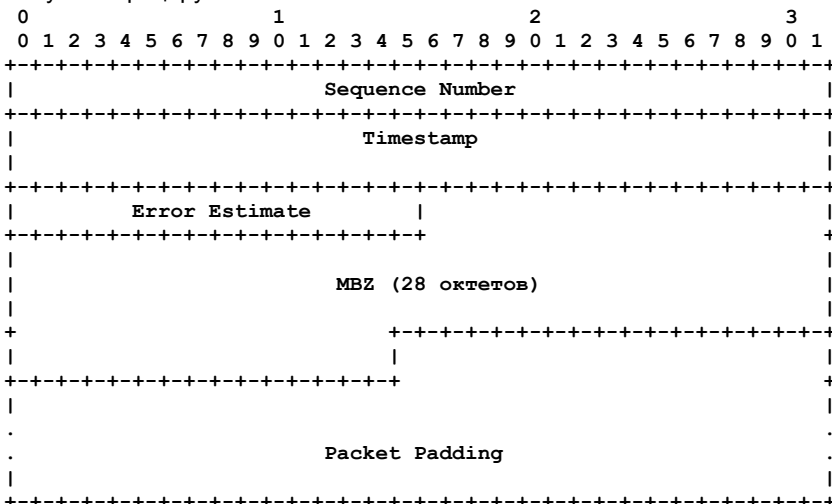 0                   1                   2                   3
0 1 2 3 4 5 6 7 8 9 0 1 2 3 4 5 6 7 8 9 0 1 2 3 4 5 6 7 8 9 0 1
Sequence Number
Timestamp
Error Estimate
MBZ (28 октетов)
Packet Padding